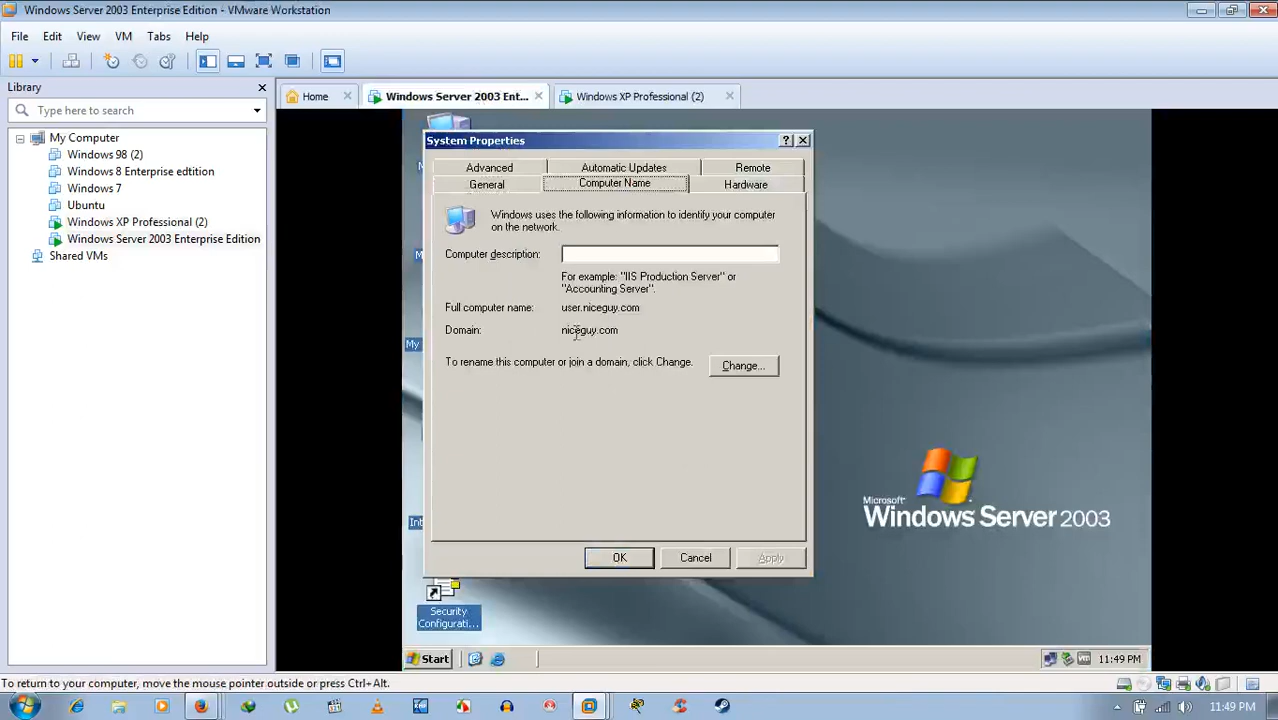 Windows Server 2003 Enterprise Edition - VMware Workstation
File Edit View VM Tabs Help
Library
Type here to search
My Computer
Windows 98 (2)
Windows 8 Enterprise edtition
Windows 7
Ubuntu
Windows XP Professional (2)
Windows Server 2003 Enterprise Edition
Shared VMs
Home
Windows Server 2003 Ent...
Windows XP Professional (2)
System Properties
Advanced Automatic Updates Remote
General Computer Name Hardware
Windows uses the following information to identify your computer
on the network.
Computer description:
For example: "IIS Production Server" or
"Accounting Server".
Full computer name: user.niceguy.com
Domain: niceguy.com
To rename this computer or join a domain, click Change.
Change...
OK Cancel Apply
My
Int
Security
Configurati...
Microsoft
Windows Server 2003
Start
11:49 PM
To return to your computer, move the mouse pointer outside or press Ctrl+Alt.
11:49 PM